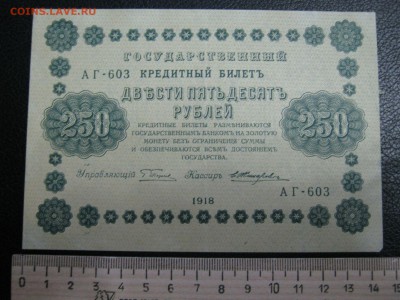 COINS.LAVE.RU
ГОСУДАРСТВЕННЫЙ
АГ-603 КРЕДИТНЫЙ БИЛЕТЪ
ДВѢСТИ ПЯТЬДЕСЯТЪ
РУБЛЕЙ
250 250
КРЕДИТНЫЕ БИЛЕТЫ РАЗМѢНИВАЮТСЯ
ГОСУДАРСТВЕННЫМЪ БАНКОМЪ НА ЗОЛОТУЮ
МОНЕТУ БЕЗЪ ОГРАНИЧЕНІЯ СУММЫ
И ОБЕЗПЕЧИВАЮТСЯ ВСѢМЪ ДОСТОЯНІЕМЪ
ГОСУДАРСТВА.
Управляющій Кассиръ
АГ-603
1918
0 1 2 3 4 5 6 7 8 9 10 11 12 13 14 15